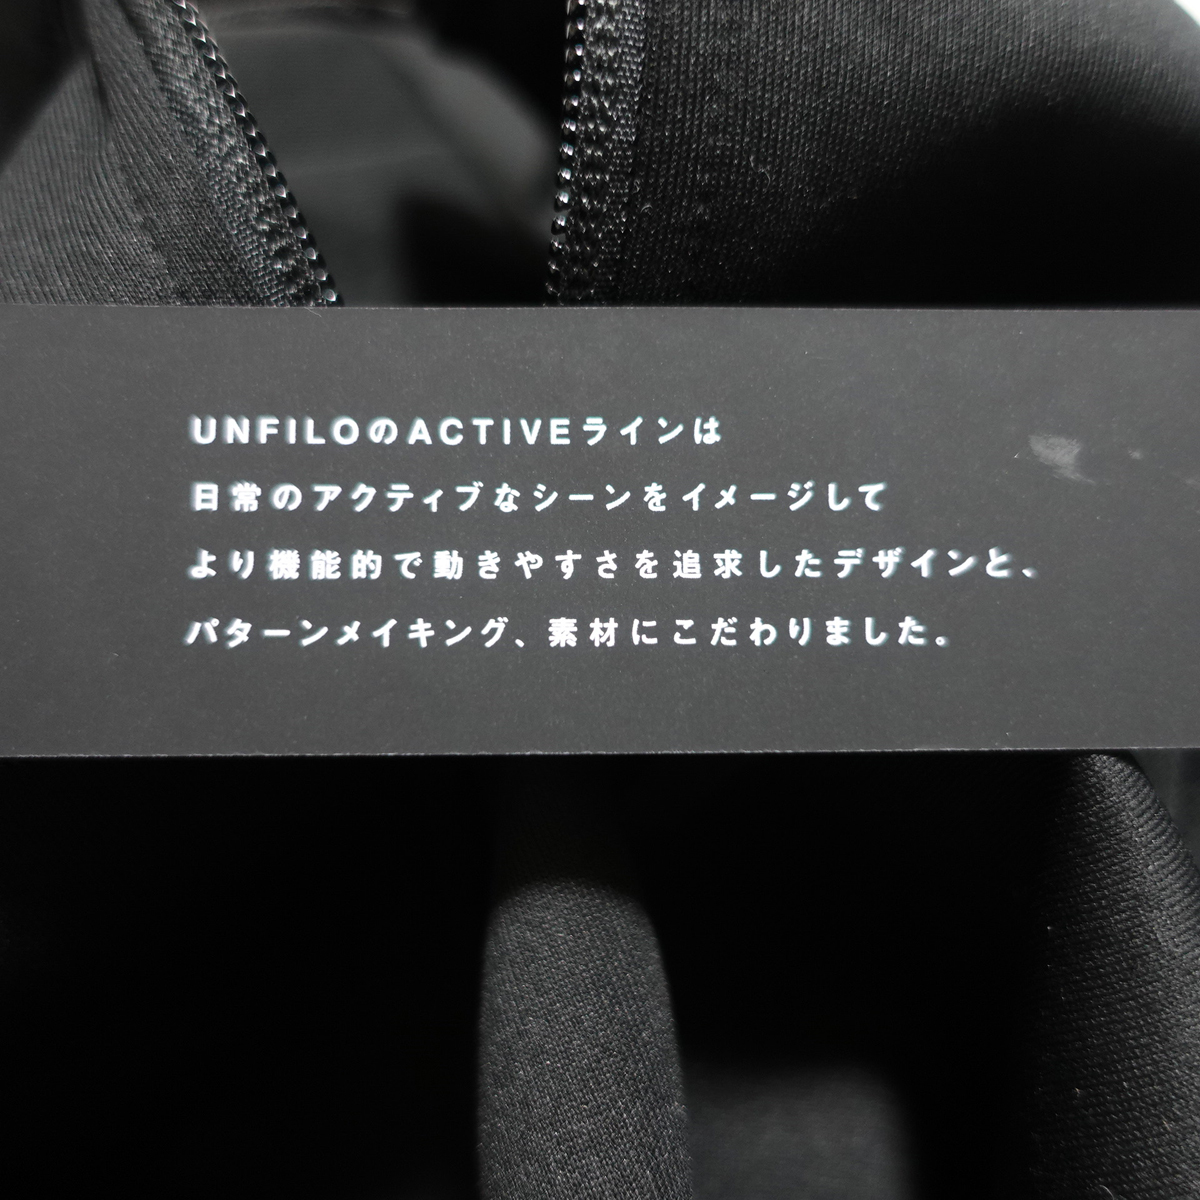 UNFILOのACTIVEラインは
日常のアクティブなシーンをイメージして
より機能的で動きやすさを追求したデザインと、
パターンメイキング、素材にこだわりました。